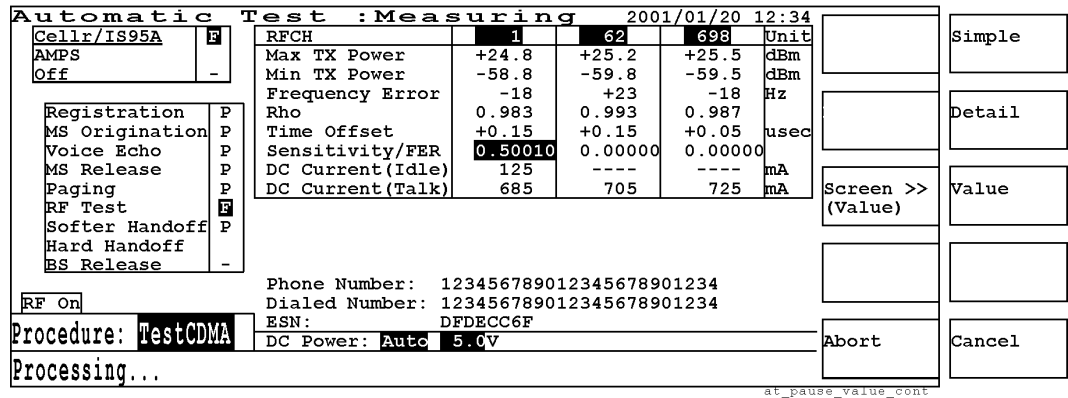 Automatic Test :Measuring 2001/01/20 12:34
Cellr/IS95A F
AMPS
Off -
Registration P
MS Origination P
Voice Echo P
MS Release P
Paging P
RF Test F
Softer Handoff P
Hard Handoff
BS Release -
RFCH 1 62 698 Unit
Max TX Power +24.8 +25.2 +25.5 dBm
Min TX Power -58.8 -59.8 -59.5 dBm
Frequency Error -18 +23 -18 Hz
Rho 0.983 0.993 0.987
Time Offset +0.15 +0.15 +0.05 usec
Sensitivity/FER 0.50010 0.00000 0.00000
DC Current(Idle) 125 ---- ---- mA
DC Current(Talk) 685 705 725 mA
Phone Number: 123456789012345678901234
Dialed Number: 123456789012345678901234
ESN: DFDECC6F
DC Power: Auto 5.0V
RF On
Procedure: TestCDMA
Processing...
Screen >>
(Value)
Abort
Simple
Detail
Value
Cancel
at_pause_value_cont